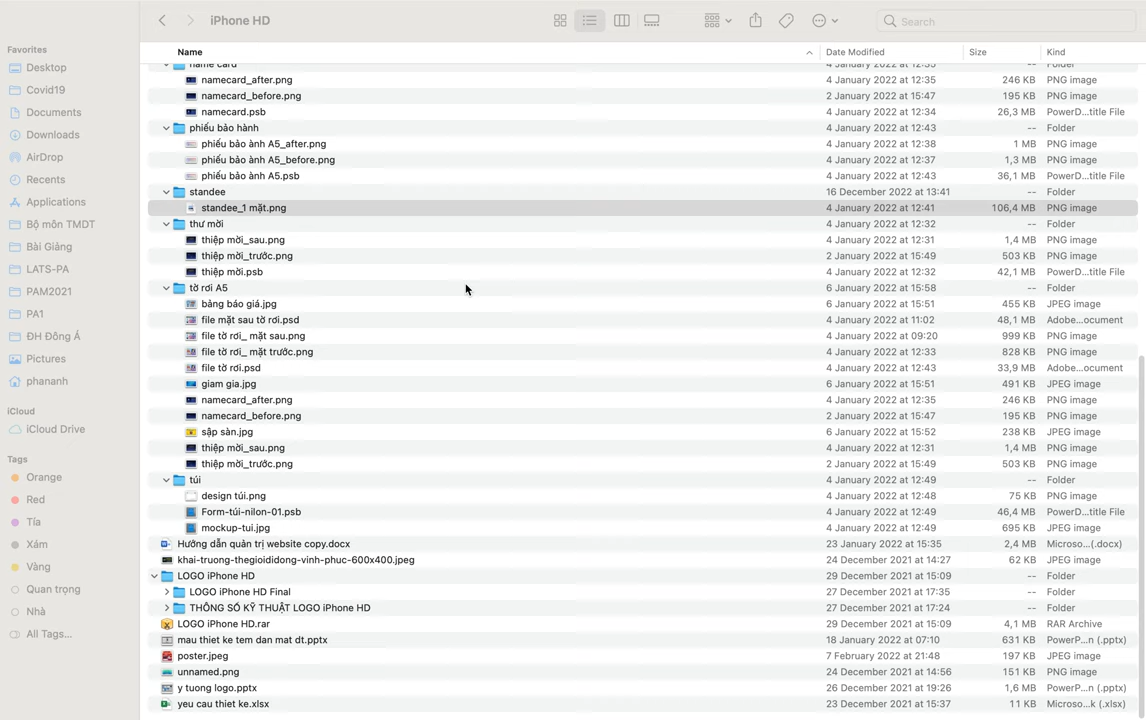 iPhone HD
Search
Favorites
Desktop
Covid19
Documents
Downloads
AirDrop
Recents
Applications
Bộ môn TMDT
Bài Giảng
LATS-PA
PAM2021
PA1
ĐH Đông Á
Pictures
phananh
iCloud
iCloud Drive
Tags
Orange
Red
Tía
Xám
Vàng
Quan trọng
Nhà
All Tags...
Name Date Modified Size Kind
name card 4 January 2022 at 12:35 -- Folder
namecard_after.png 4 January 2022 at 12:35 246 KB PNG image
namecard_before.png 2 January 2022 at 15:47 195 KB PNG image
namecard.psb 4 January 2022 at 12:34 26,3 MB PowerD...title File
phiếu bảo hành 4 January 2022 at 12:43 -- Folder
phiếu bảo ành A5_after.png 4 January 2022 at 12:38 1 MB PNG image
phiếu bảo ành A5_before.png 4 January 2022 at 12:37 1,3 MB PNG image
phiếu bảo ành A5.psb 4 January 2022 at 12:43 36,1 MB PowerD...title File
standee 16 December 2022 at 13:41 -- Folder
standee_1 mặt.png 4 January 2022 at 12:41 106,4 MB PNG image
thư mời 4 January 2022 at 12:32 -- Folder
thiệp mời_sau.png 4 January 2022 at 12:31 1,4 MB PNG image
thiệp mời_trước.png 2 January 2022 at 15:49 503 KB PNG image
thiệp mời.psb 4 January 2022 at 12:32 42,1 MB PowerD...title File
tờ rơi A5 6 January 2022 at 15:58 -- Folder
bảng báo giá.jpg 6 January 2022 at 15:51 455 KB JPEG image
file mặt sau tờ rơi.psd 4 January 2022 at 11:02 48,1 MB Adobe...ocument
file tờ rơi_ mặt sau.png 4 January 2022 at 09:20 999 KB PNG image
file tờ rơi_ mặt trước.png 4 January 2022 at 12:33 828 KB PNG image
file tờ rơi.psd 4 January 2022 at 12:43 33,9 MB Adobe...ocument
giam gia.jpg 6 January 2022 at 15:51 491 KB JPEG image
namecard_after.png 4 January 2022 at 12:35 246 KB PNG image
namecard_before.png 2 January 2022 at 15:47 195 KB PNG image
sập sàn.jpg 6 January 2022 at 15:52 238 KB JPEG image
thiệp mời_sau.png 4 January 2022 at 12:31 1,4 MB PNG image
thiệp mời_trước.png 2 January 2022 at 15:49 503 KB PNG image
túi 4 January 2022 at 12:49 -- Folder
design túi.png 4 January 2022 at 12:48 75 KB PNG image
Form-túi-nilon-01.psb 4 January 2022 at 12:49 46,4 MB PowerD...title File
mockup-tui.jpg 4 January 2022 at 12:49 695 KB JPEG image
Hướng dẫn quản trị website copy.docx 23 January 2022 at 15:35 2,4 MB Microso...(.docx)
khai-truong-thegioididong-vinh-phuc-600x400.jpeg 24 December 2021 at 14:27 62 KB JPEG image
LOGO iPhone HD 29 December 2021 at 15:09 -- Folder
LOGO iPhone HD Final 27 December 2021 at 17:35 -- Folder
THÔNG SỐ KỸ THUẬT LOGO iPhone HD 27 December 2021 at 17:24 -- Folder
LOGO iPhone HD.rar 29 December 2021 at 15:09 4,1 MB RAR Archive
mau thiet ke tem dan mat dt.pptx 18 January 2022 at 07:10 631 KB PowerP...n (.pptx)
poster.jpeg 7 February 2022 at 21:48 197 KB JPEG image
unnamed.png 24 December 2021 at 14:56 151 KB PNG image
y tuong logo.pptx 26 December 2021 at 19:26 1,6 MB PowerP...n (.pptx)
yeu cau thiet ke.xlsx 23 December 2021 at 15:37 11 KB Microso...k (.xlsx)